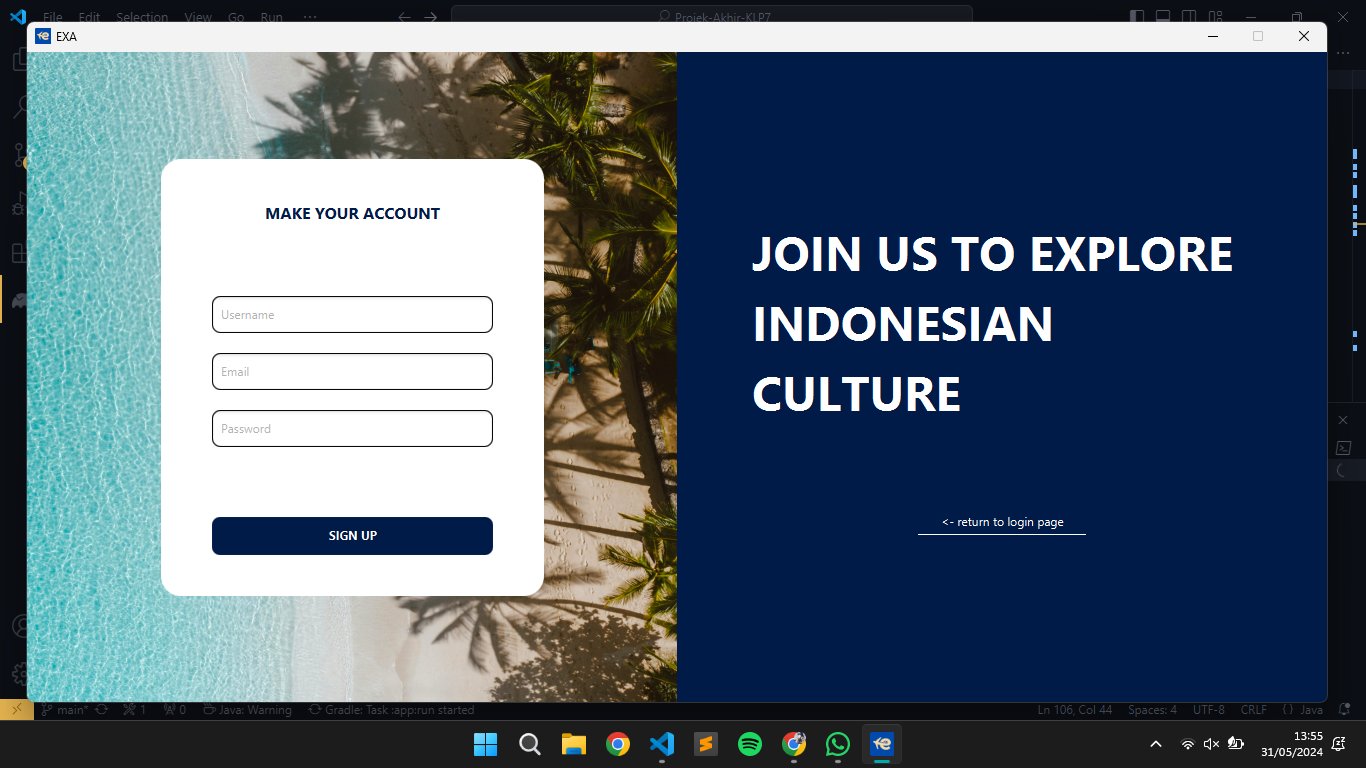 File Edit Selection View Go Run ···
Projek-Akhir-KLP7
EXA
MAKE YOUR ACCOUNT
Username
Email
Password
SIGN UP
JOIN US TO EXPLORE
INDONESIAN
CULTURE
<- return to login page
main* 1 0 Java: Warning Gradle: Task :app:run started
Ln 106, Col 44 Spaces: 4 UTF-8 CRLF {} Java
13:55
31/05/2024